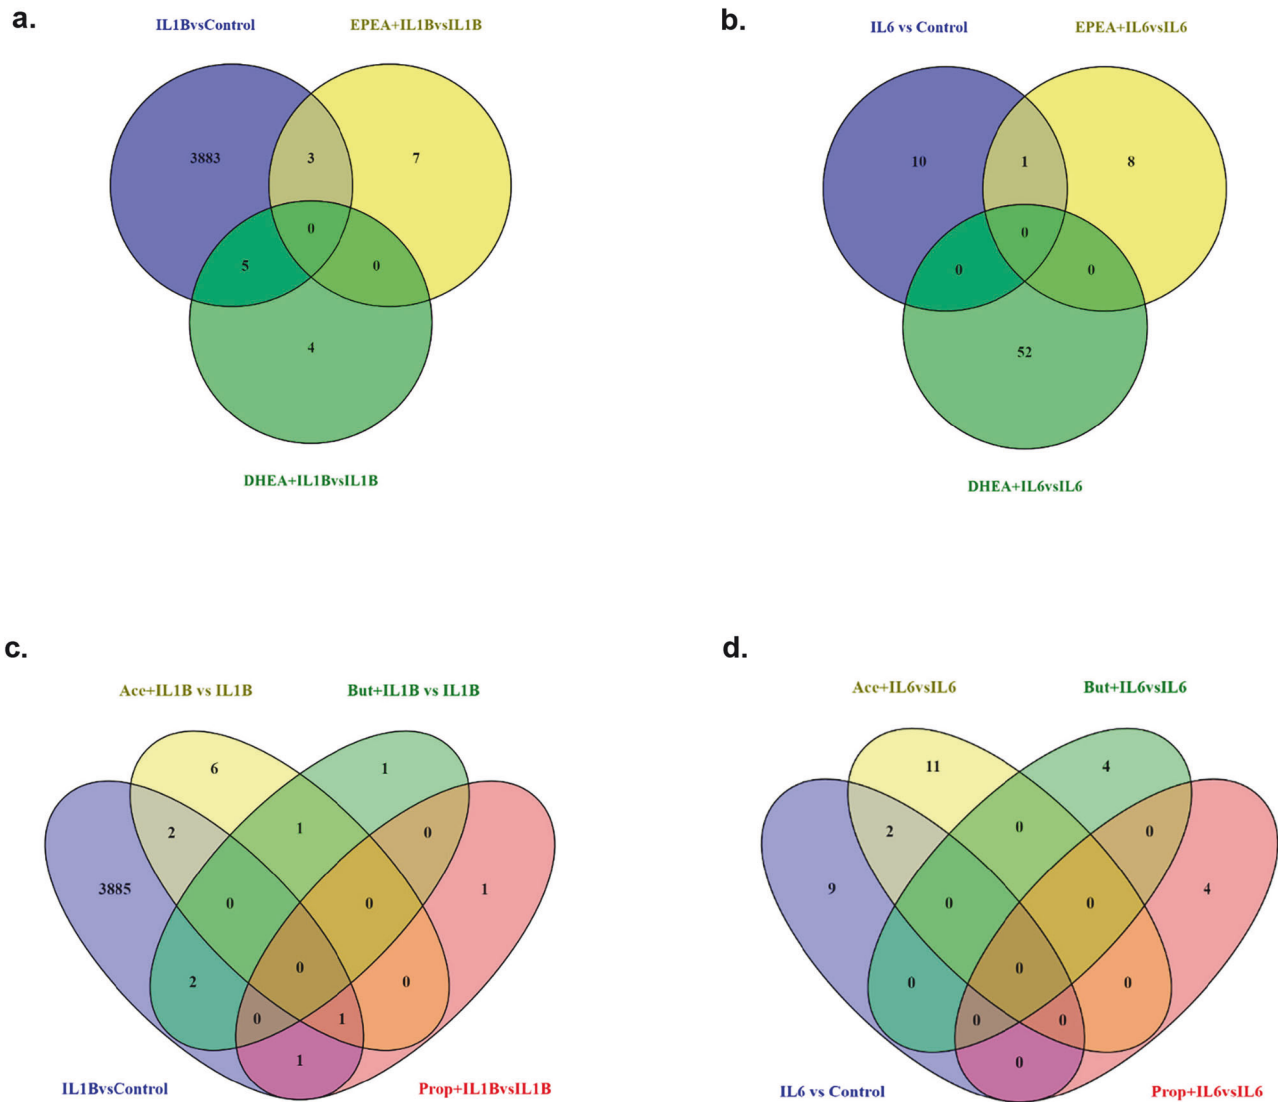 a.
IL1BvsControl
EPEA+IL1BvsIL1B
3883
3
7
0
5
0
4
DHEA+IL1BvsIL1B
b.
IL6 vs Control
EPEA+IL6vsIL6
10
1
8
0
0
0
52
DHEA+IL6vsIL6
c.
Ace+IL1B vs IL1B
But+IL1B vs IL1B
6
1
2
1
0
3885
1
0
0
0
2
0
0
1
1
IL1BvsControl
Prop+IL1BvsIL1B
d.
Ace+IL6vsIL6
But+IL6vsIL6
11
4
2
0
0
9
4
0
0
0
0
0
0
0
0
IL6 vs Control
Prop+IL6vsIL6